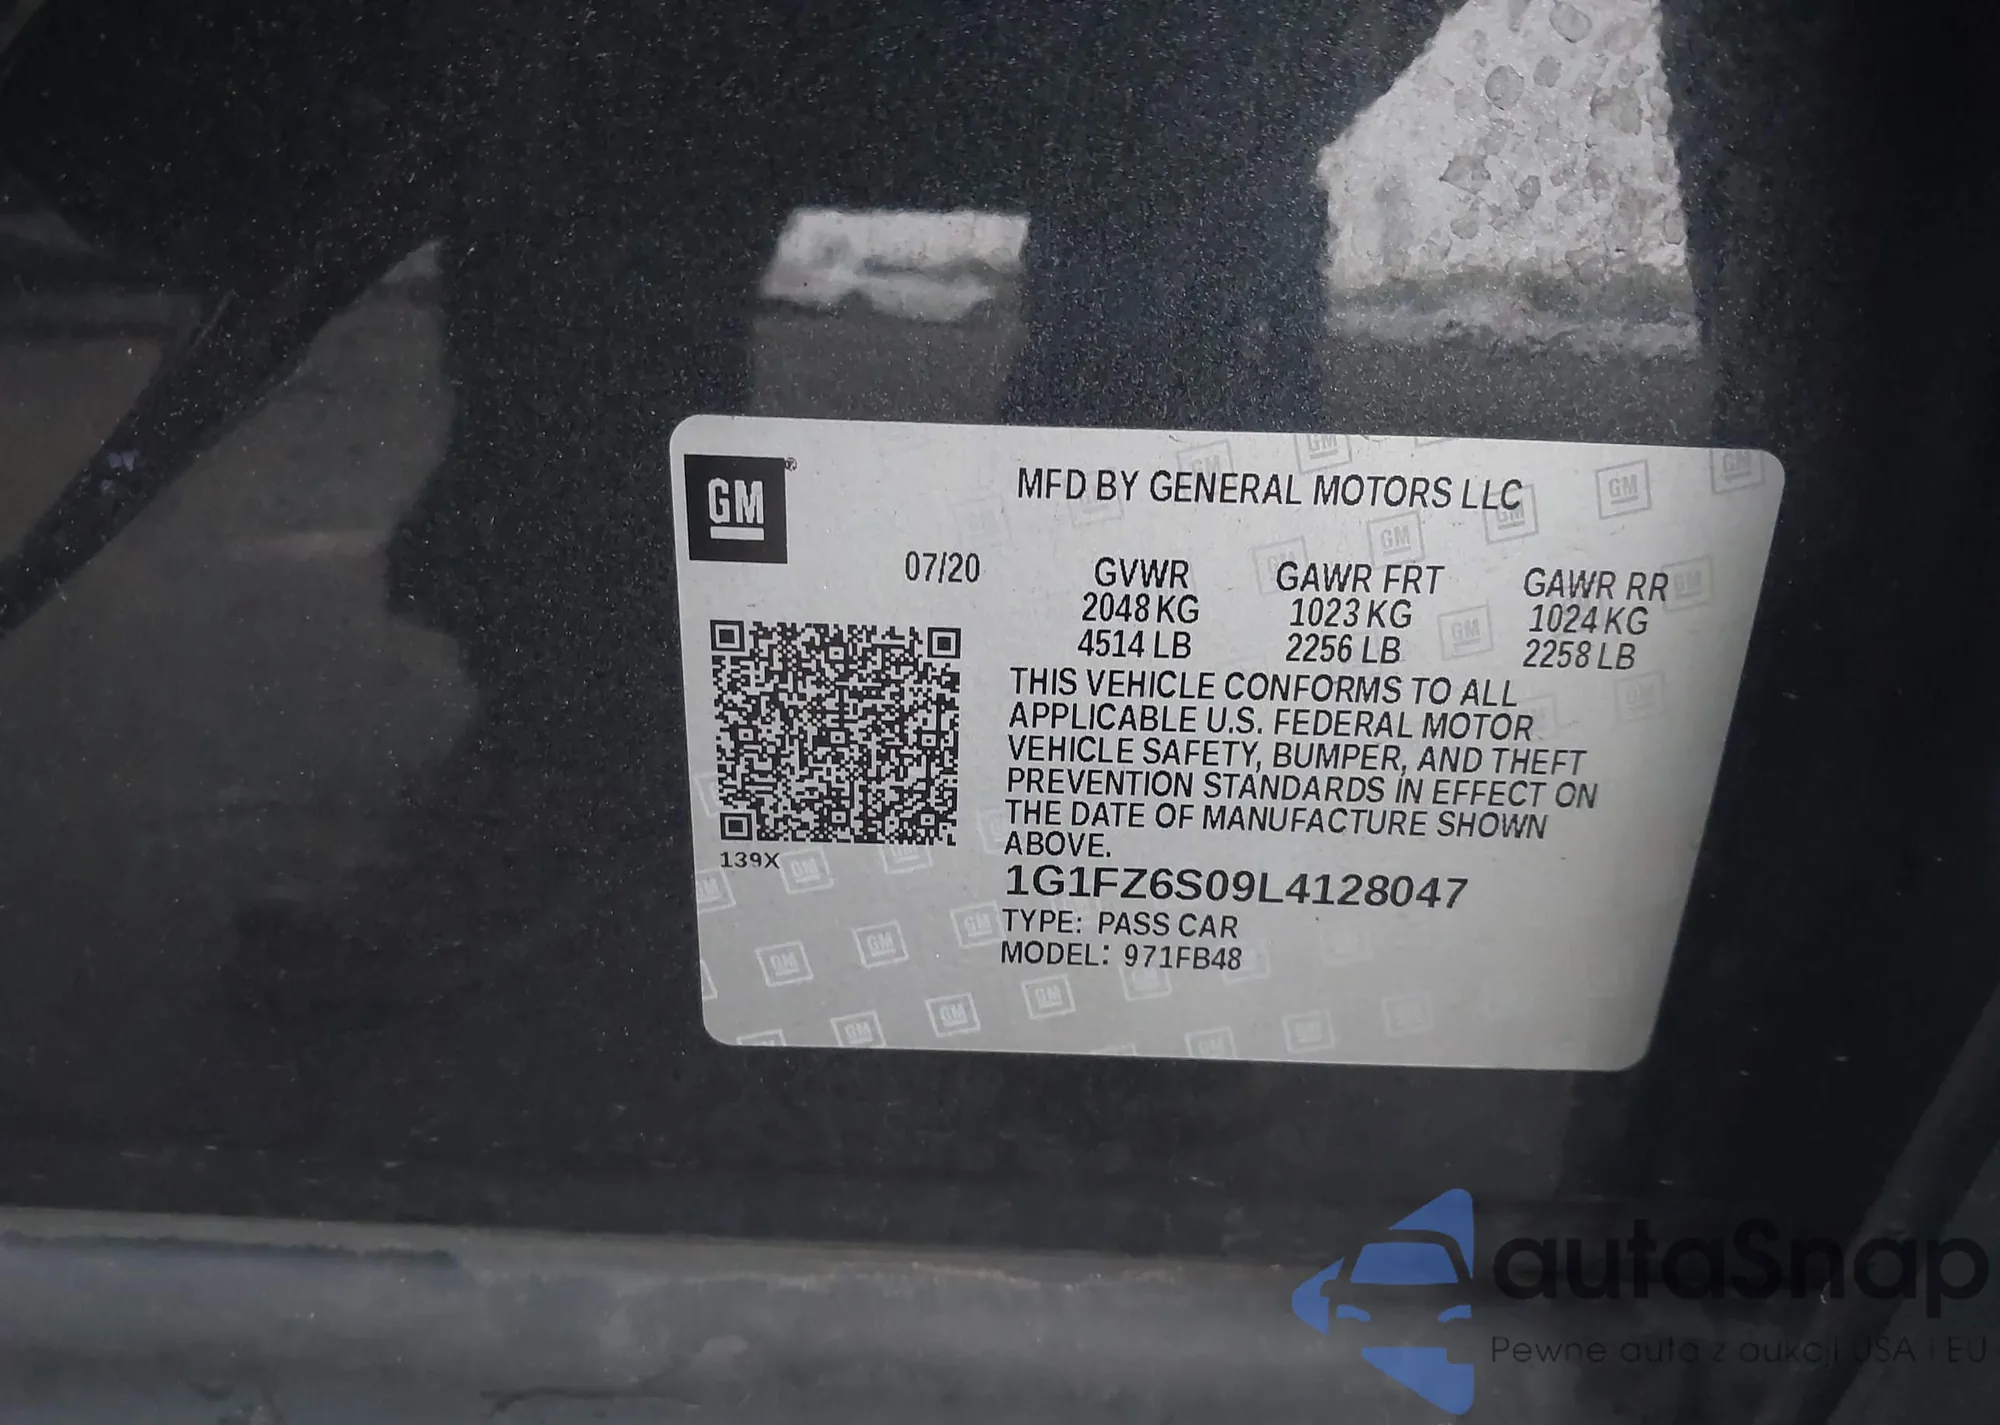 GM®
MFD BY GENERAL MOTORS LLC
07/20
GVWR GAWR FRT GAWR RR
2048 KG 1023 KG 1024 KG
4514 LB 2256 LB 2258 LB
THIS VEHICLE CONFORMS TO ALL
APPLICABLE U.S. FEDERAL MOTOR
VEHICLE SAFETY, BUMPER, AND THEFT
PREVENTION STANDARDS IN EFFECT ON
THE DATE OF MANUFACTURE SHOWN
ABOVE.
139X
1G1FZ6S09L4128047
TYPE: PASS CAR
MODEL: 971FB48
autaSnap
Pewne auta z aukcji USA i EU